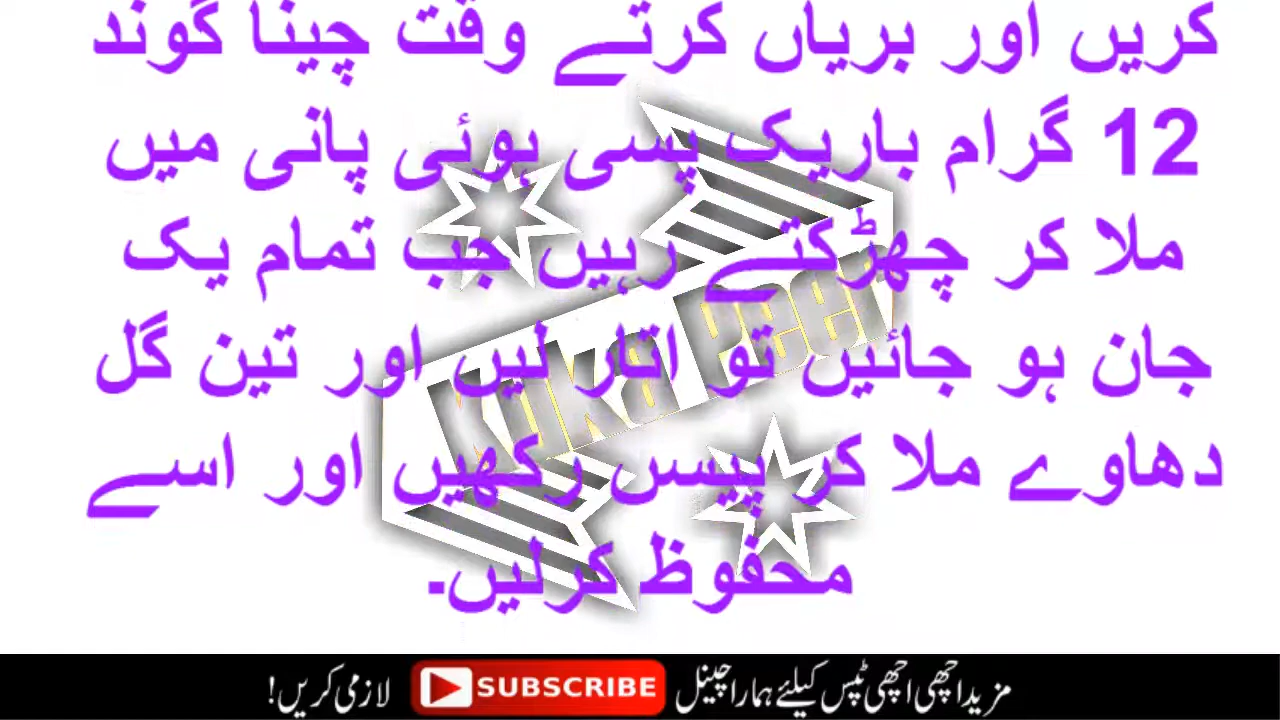 کریں اور بریاں کرتے وقت چینا گوند
12 گرام باریک پسی ہوئی پانی میں
ملا کر چھڑکتے رہیں جب تمام یک
جان ہو جائیں تو اتار لیں اور تین گل
دھاوے ملا کر پیس رکھیں اور اسے
محفوظ کرلیں۔
Koka Peer
مزید اچھی اچھی ٹپس کیلئے ہمارا چینل SUBSCRIBE لازمی کریں!